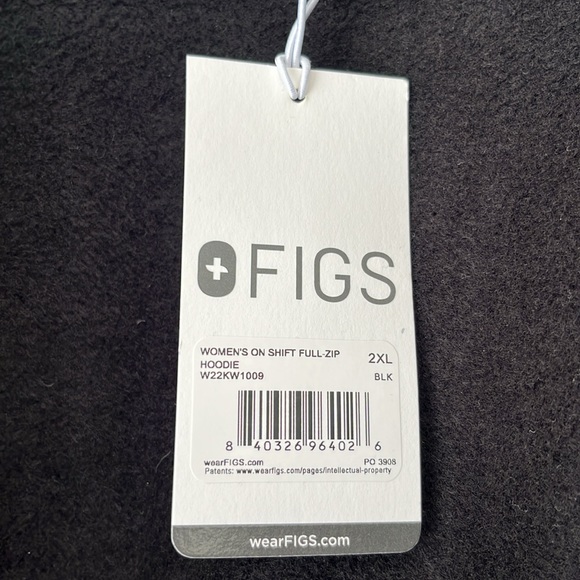 FIGS
WOMEN'S ON SHIFT FULL-ZIP 2XL
HOODIE
W22KW1009 BLK
8 40326 96402 6
wearFIGS.com PO 3908
Patents: www.wearfigs.com/pages/intellectual-property
wearFIGS.com